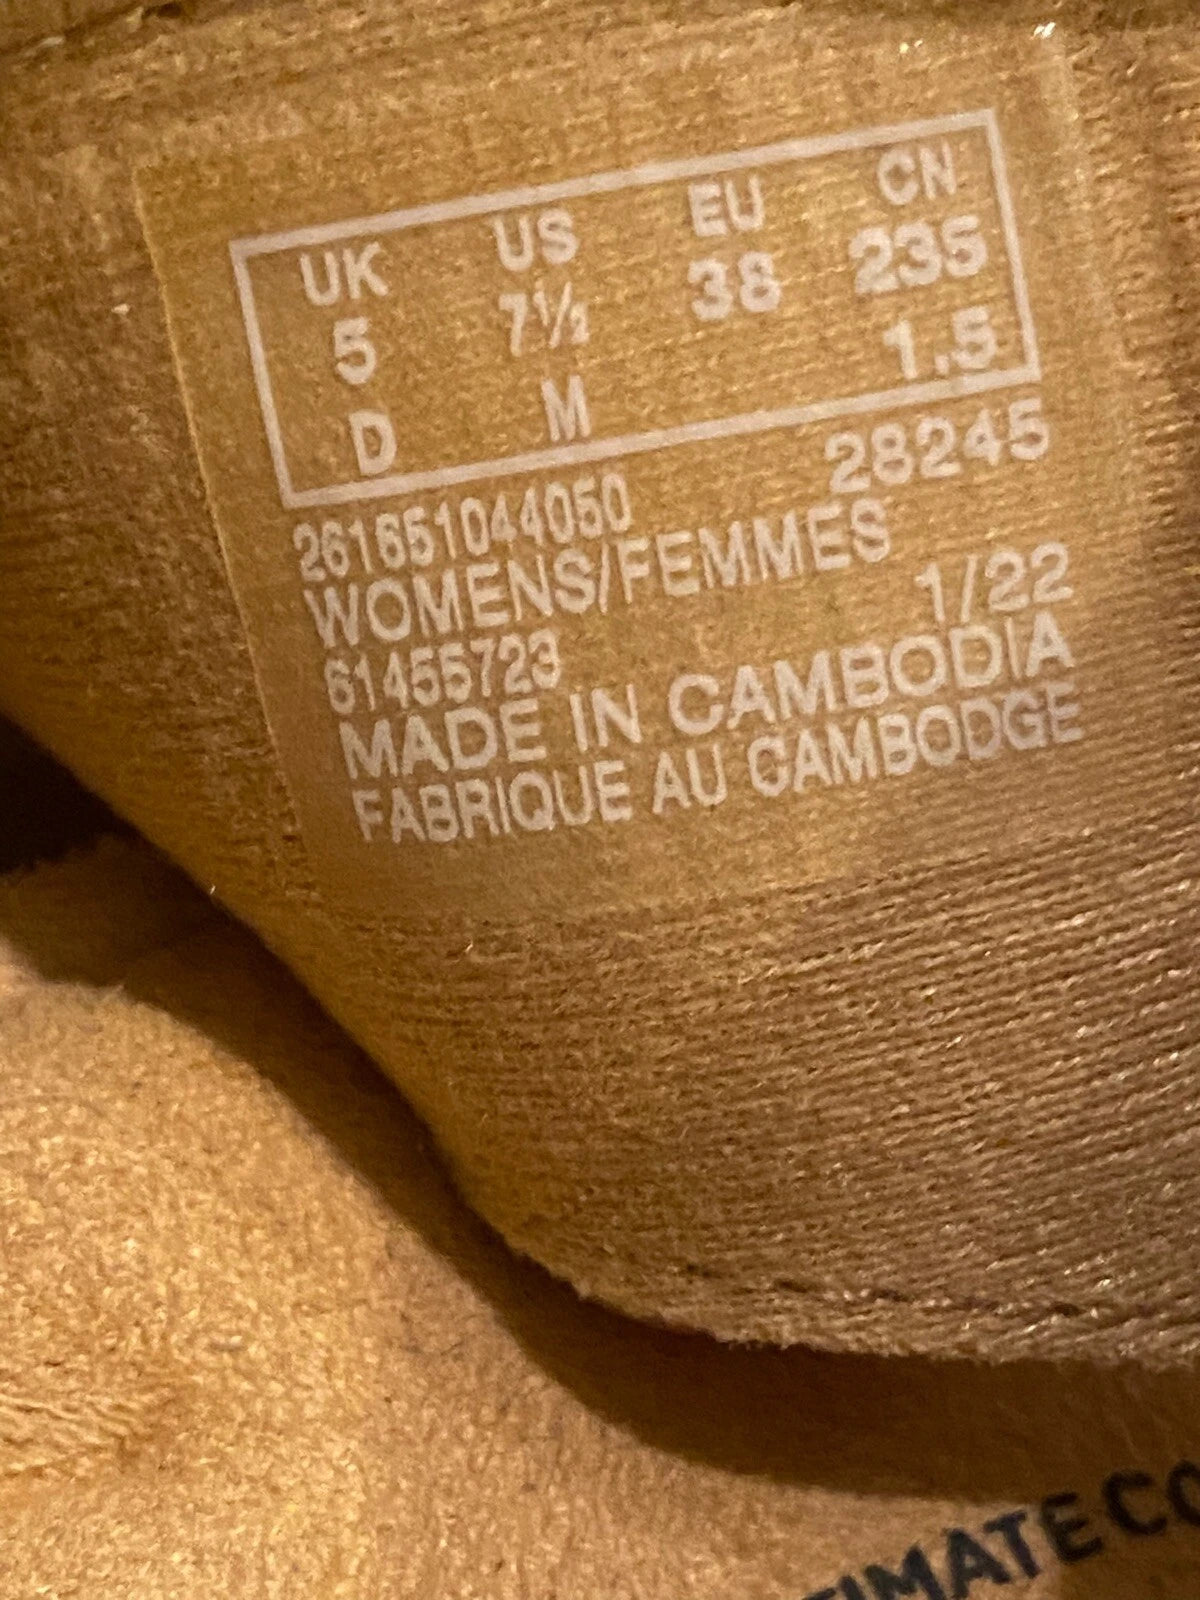 UK US EU CN
5 7½ 38 235
D M 1.5
261651044050 28245
WOMENS/FEMMES
61455723 1/22
MADE IN CAMBODIA
FABRIQUE AU CAMBODGE